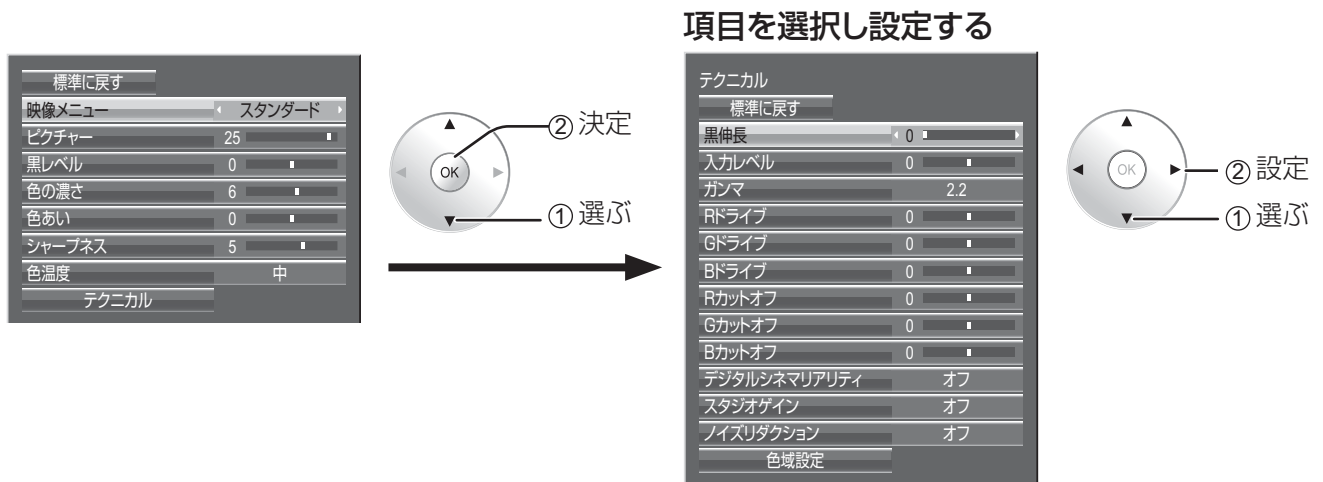 項目を選択し設定する
標準に戻す
映像メニュー スタンダード
ピクチャー 25
黒レベル 0
色の濃さ 6
色あい 0
シャープネス 5
色温度 中
テクニカル
OK
②決定
①選ぶ
テクニカル
標準に戻す
黒伸長 0
入力レベル 0
ガンマ 2.2
Rドライブ 0
Gドライブ 0
Bドライブ 0
Rカットオフ 0
Gカットオフ 0
Bカットオフ 0
デジタルシネマリアリティ オフ
スタジオゲイン オフ
ノイズリダクション オフ
色域設定
OK
②設定
①選ぶ